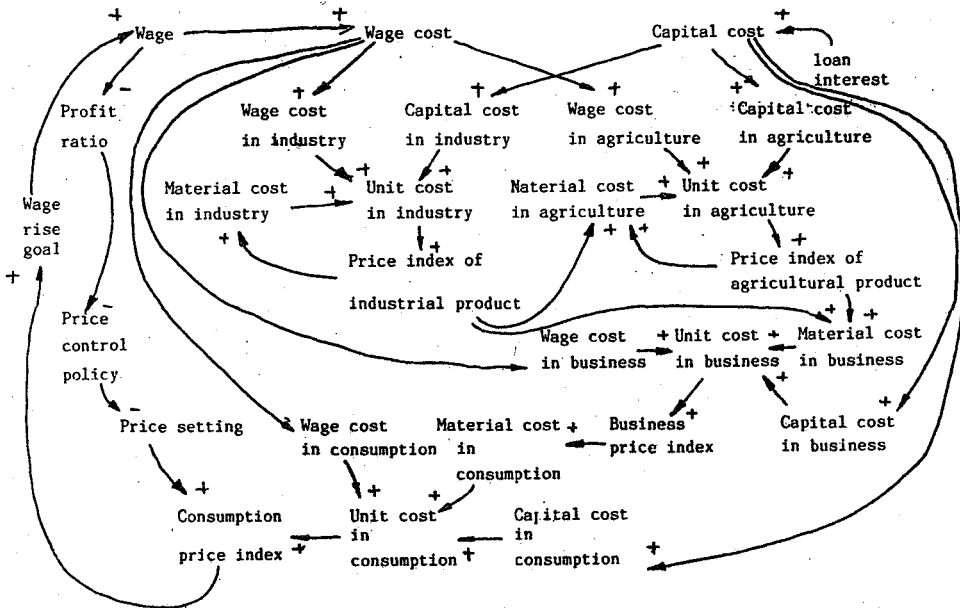 + Wage
+ Wage cost
Capital cost +
loan
interest
Profit -
ratio
Wage cost +
in industry
Capital cost +
in industry
Wage cost +
in agriculture
+ Capital cost
in agriculture
Material cost +
in industry +
Unit cost + +
in industry
Naterial cost +
in agriculture + +
Unit cost + +
in agriculture
Wage
rise
goal
+
Price index of +
industrial product
Price index of +
agricultural product
Price -
control
policy
Wage cost +
in business
Unit cost +
in business +
Material cost + +
in business
Price setting -
Wage cost
in consumption
Material cost +
in
consumption
Business +
price index
Capital cost +
in business
Consumption +
price index +
Unit cost + +
in
consumption +
Capital cost
in
consumption +